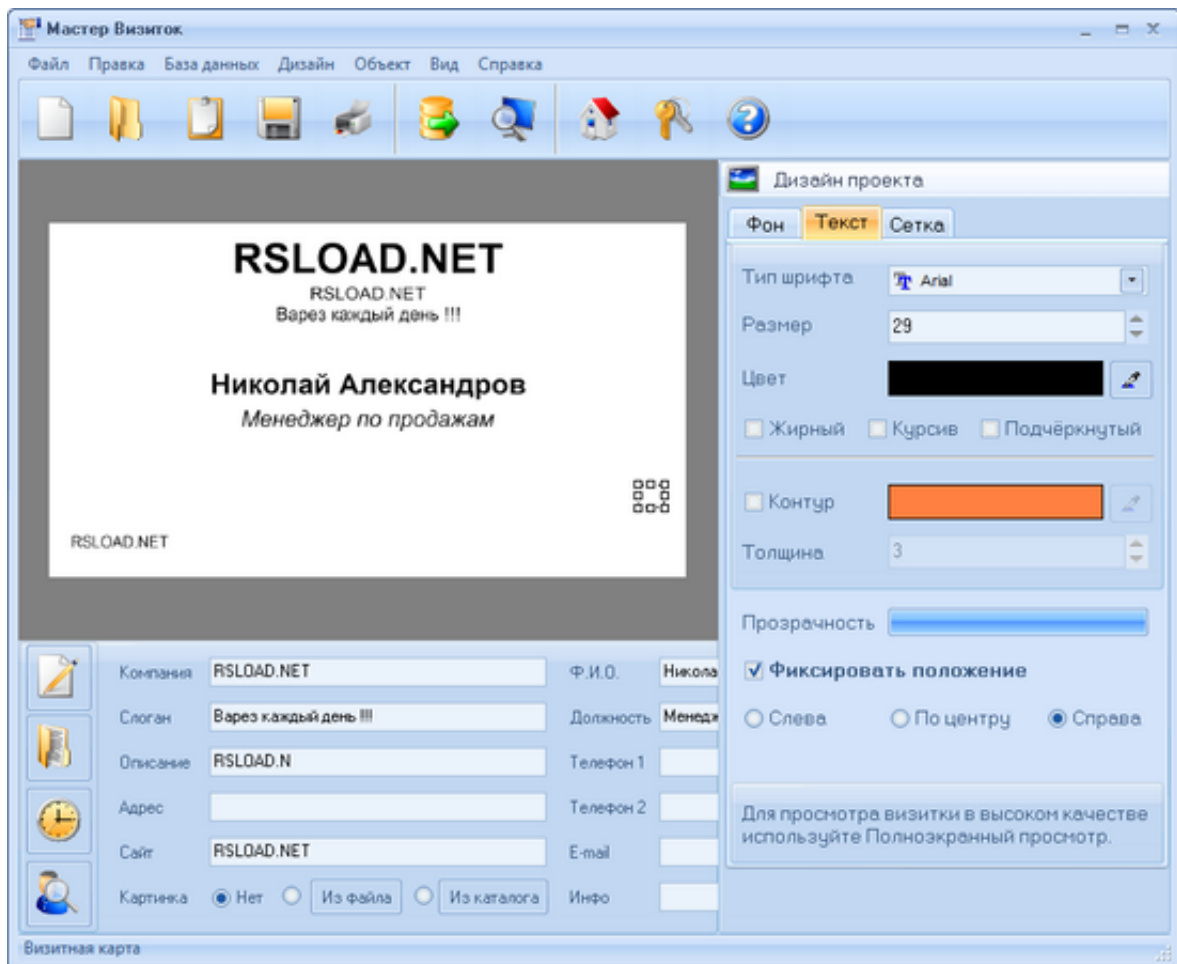 Мастер Визиток
Файл Правка База данных Дизайн Объект Вид Справка
RSLOAD.NET
RSLOAD.NET
Варез каждый день !!!
Николай Александров
Менеджер по продажам
RSLOAD.NET
Дизайн проекта
Фон Текст Сетка
Тип шрифта Arial
Размер 29
Цвет
Жирный Курсив Подчёркнутый
Контур
Толщина 3
Прозрачность
Фиксировать положение
Слева По центру Справа
Для просмотра визитки в высоком качестве
используйте Полноэкранный просмотр.
Компания RSLOAD.NET Ф.И.О. Никола
Слоган Варез каждый день !!! Должность Менедж
Описание RSLOAD.N Телефон 1
Адрес Телефон 2
Сайт RSLOAD.NET E-mail
Картинка Нет Из файла Из каталога Инфо
Визитная карта